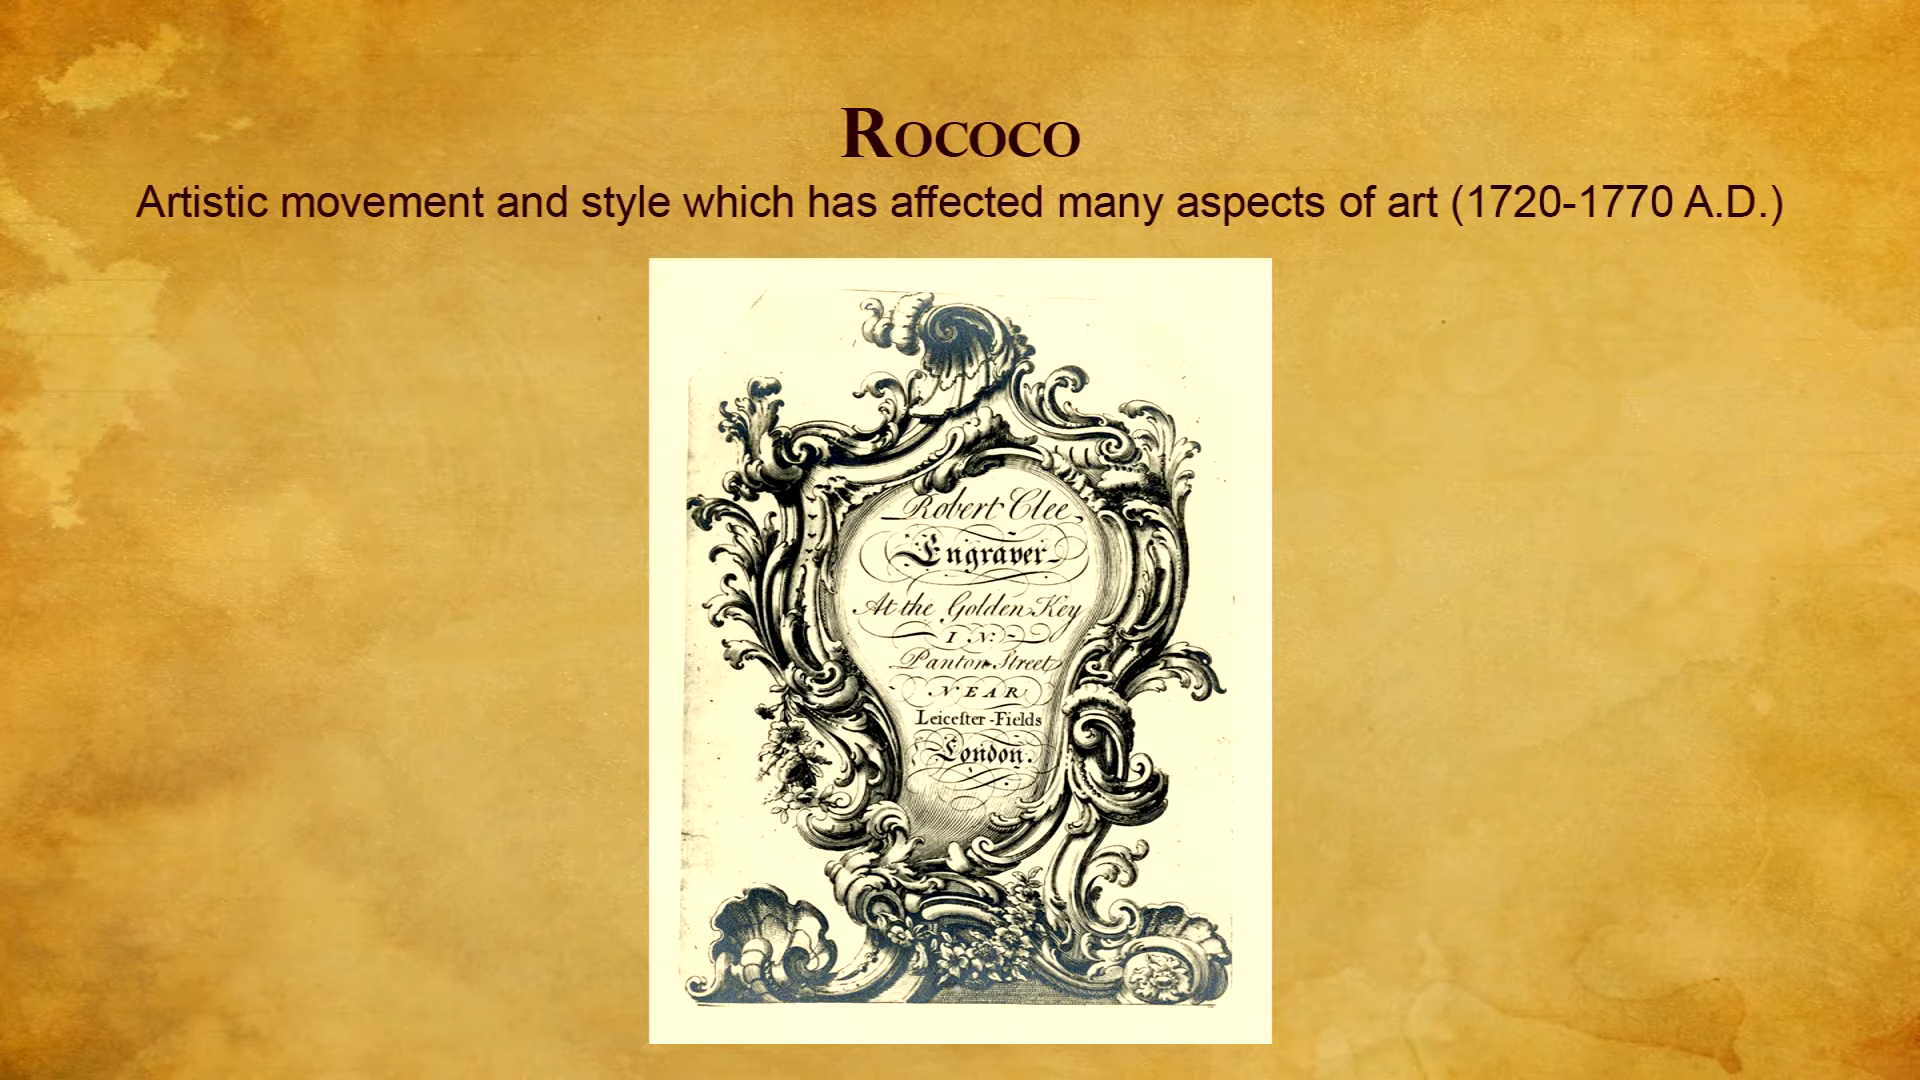 Rococo
Artistic movement and style which has affected many aspects of art (1720-1770 A.D.)
Robert Clee
Engraver
At the Golden Key
IN
Panton Street
NEAR
Leiceſter-Fields
London.